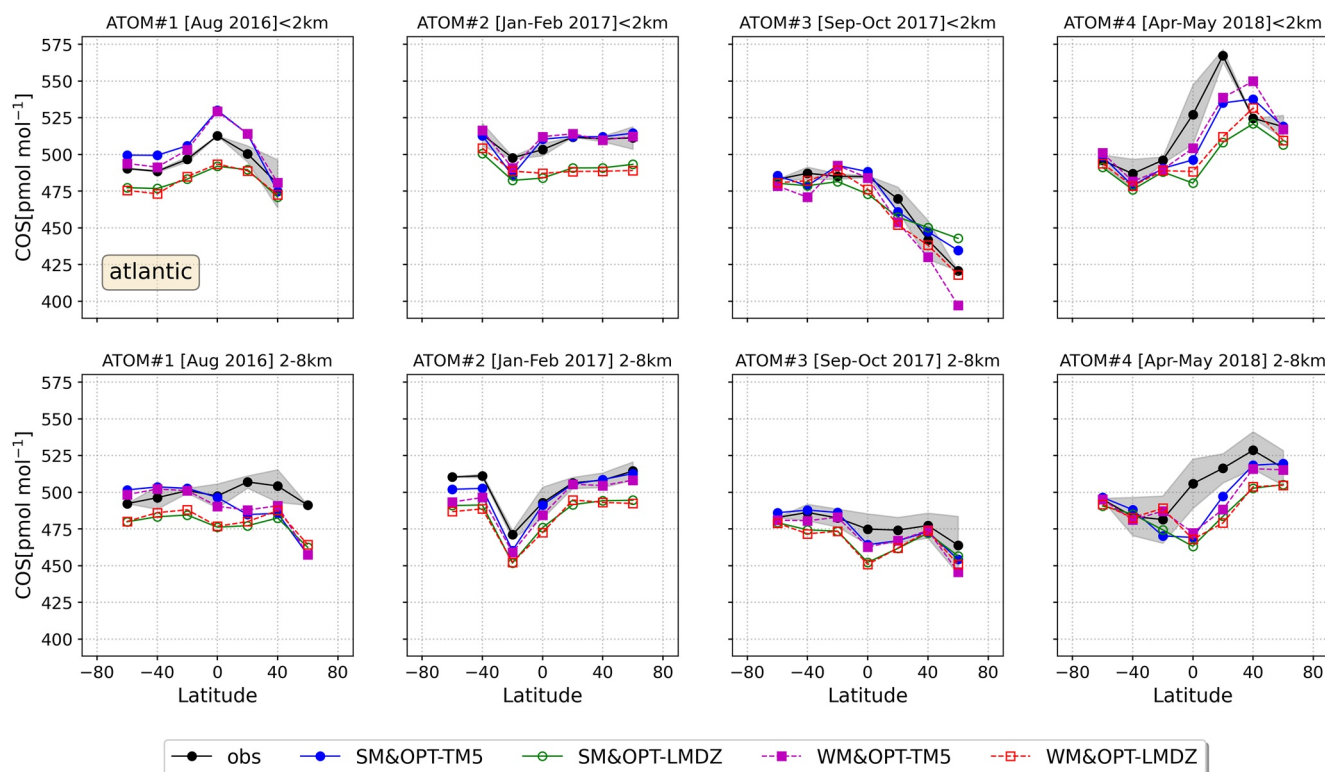 ATOM#1 [Aug 2016]<2km
ATOM#2 [Jan-Feb 2017]<2km
ATOM#3 [Sep-Oct 2017]<2km
ATOM#4 [Apr-May 2018]<2km
COS[pmol mol⁻¹]
575
550
525
500
475
450
425
400
atlantic
ATOM#1 [Aug 2016] 2-8km
ATOM#2 [Jan-Feb 2017] 2-8km
ATOM#3 [Sep-Oct 2017] 2-8km
ATOM#4 [Apr-May 2018] 2-8km
COS[pmol mol⁻¹]
575
550
525
500
475
450
425
400
−80 −40 0 40 80
−80 −40 0 40 80
−80 −40 0 40 80
−80 −40 0 40 80
Latitude
Latitude
Latitude
Latitude
obs SM&OPT-TM5 SM&OPT-LMDZ WM&OPT-TM5 WM&OPT-LMDZ